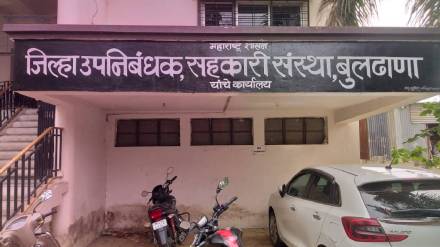 महाराष्ट्र शासन
जिल्हा उपनिबंधक, सहकारी संस्था, बुलढाणा
यांचे कार्यालय